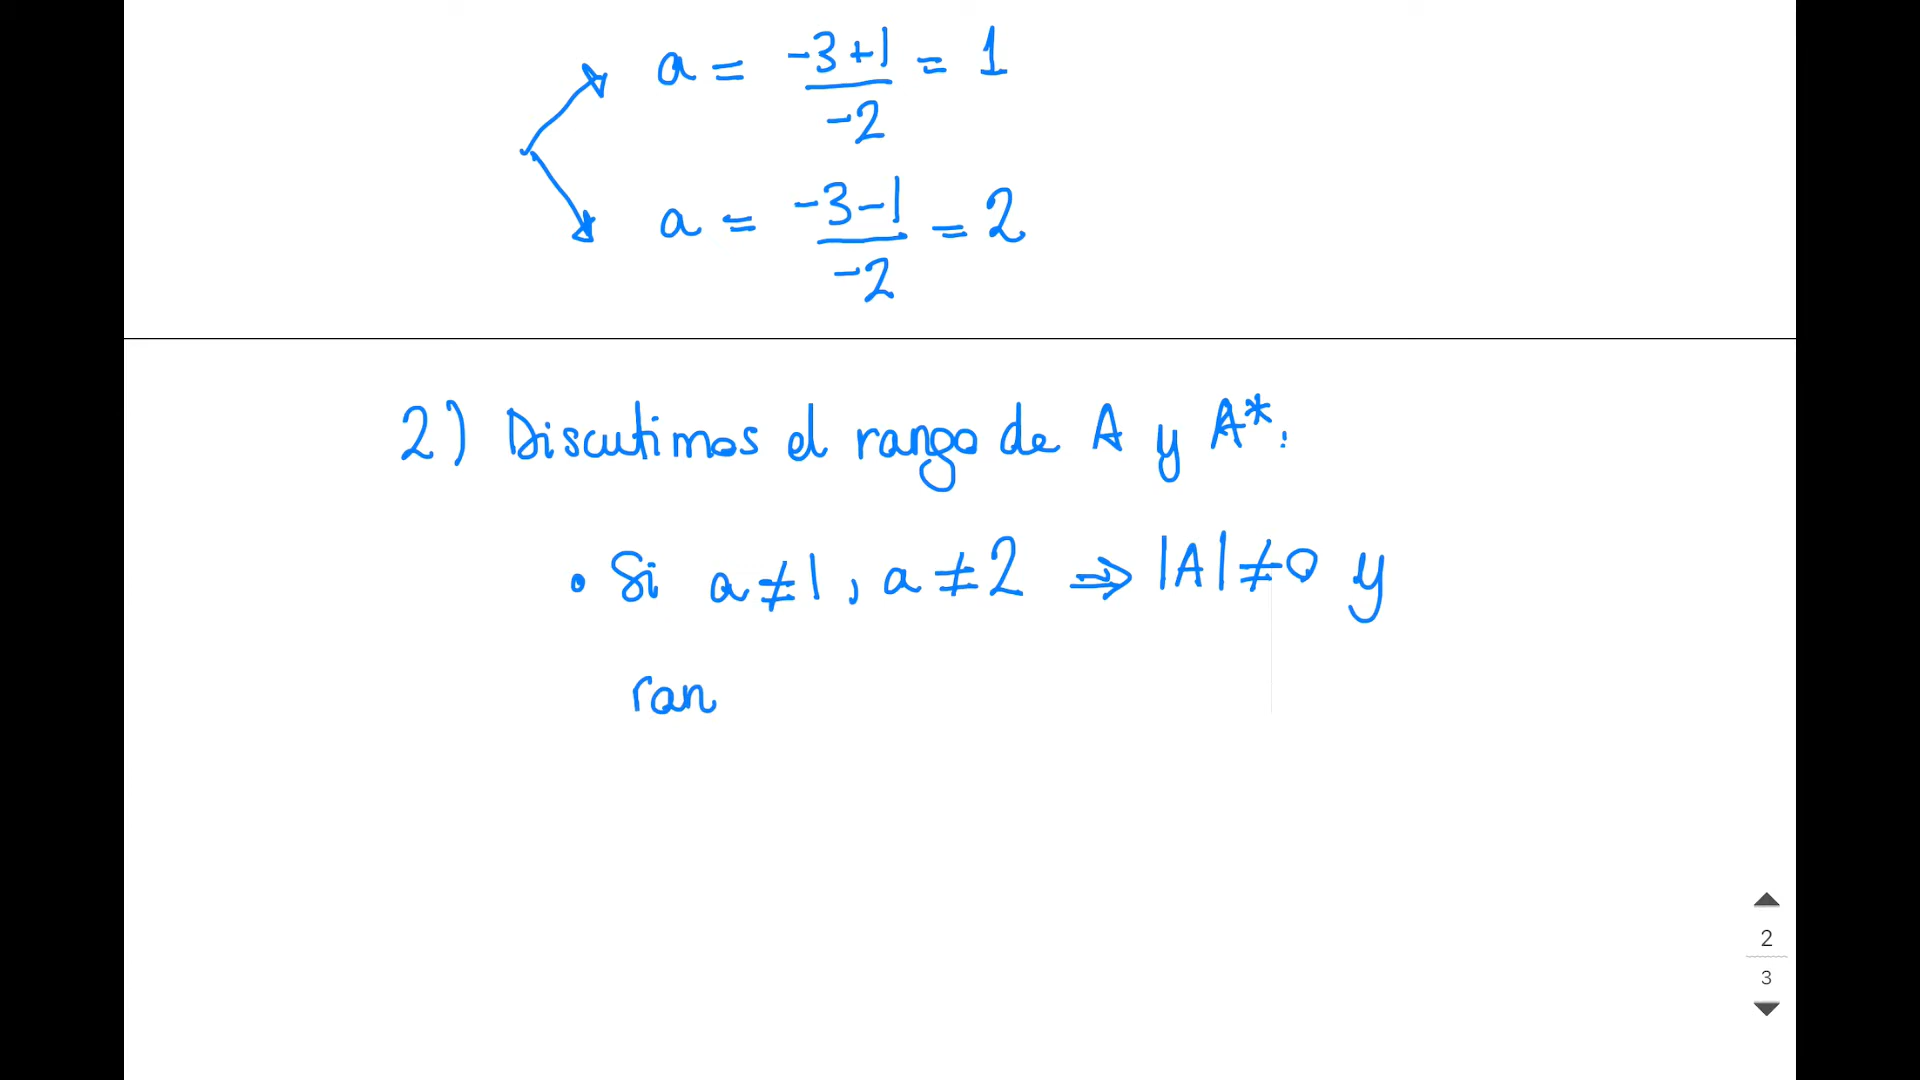 a = -3+1 / -2 = 1
a = -3-1 / -2 = 2
2) Discutimos el rango de A y A*:
• Si a≠1, a≠2 ⇒ |A|≠0 y
ran
2
3